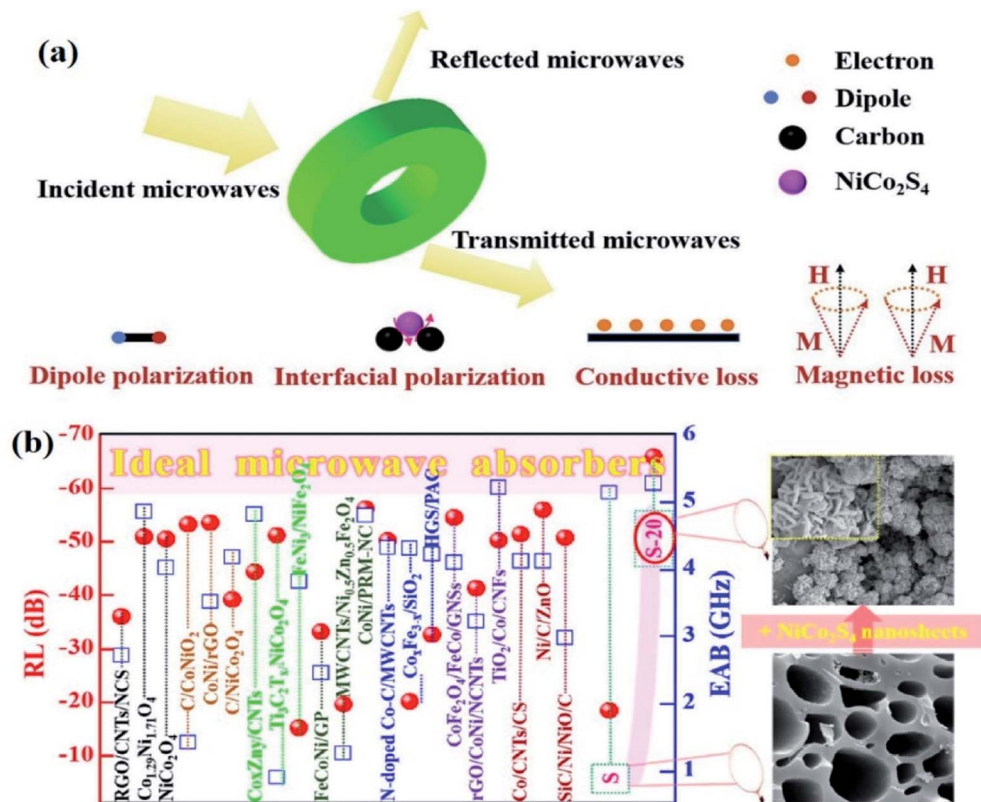 (a)
Reflected microwaves
Incident microwaves
Transmitted microwaves
Electron
Dipole
Carbon
NiCo₂S₄
H H
M M
Dipole polarization
Interfacial polarization
Conductive loss
Magnetic loss
(b)
Ideal microwave absorbers
RL (dB)
-70
-60
-50
-40
-30
-20
-10
EAB (GHz)
6
5
4
3
2
1
RGO/CNTs/NCS
Co₁.₂₉Ni₁.₇₁O₄
NiCo₂O₄
C/CoNiO₂
CoNi/rGO
C/NiCo₂O₄
CoxZny/CNTs
Ti₃C₂Tₓ/NiCo₂O₄
FeNi₃/NiFe₂O₄
FeCoNi/GP
MWCNTs/Ni₀.₅Zn₀.₅Fe₂O₄
CoNi/PRM-NC
N-doped Co-C/MWCNTs
CoₓFe₃₋ₓ/SiO₂
HGS/PAC
CoFe₂O₄/FeCo/GNSs
rGO/CoNi/NCNTs
TiO₂/Co/CNFs
Co/CNTs/CS
Ni/C/ZnO
SiC/Ni/NiO/C
S
S-20
+ NiCo₂S₄ nanosheets